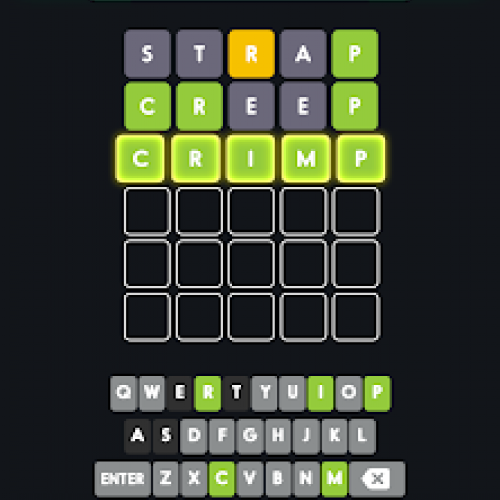 S T R A P
C R E E P
C R I M P
Q W E R T Y U I O P
A S D F G H J K L
ENTER Z X C V B N M